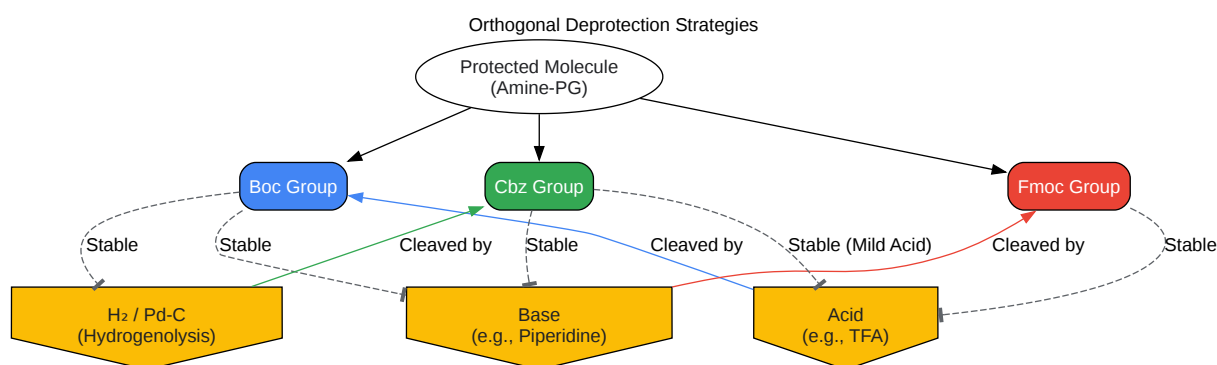 Orthogonal Deprotection Strategies
Protected Molecule
(Amine-PG)
Boc Group
Cbz Group
Fmoc Group
Stable
Stable
Cleaved by
Stable
Cleaved by
Stable (Mild Acid)
Cleaved by
Stable
H₂ / Pd-C
(Hydrogenolysis)
Base
(e.g., Piperidine)
Acid
(e.g., TFA)